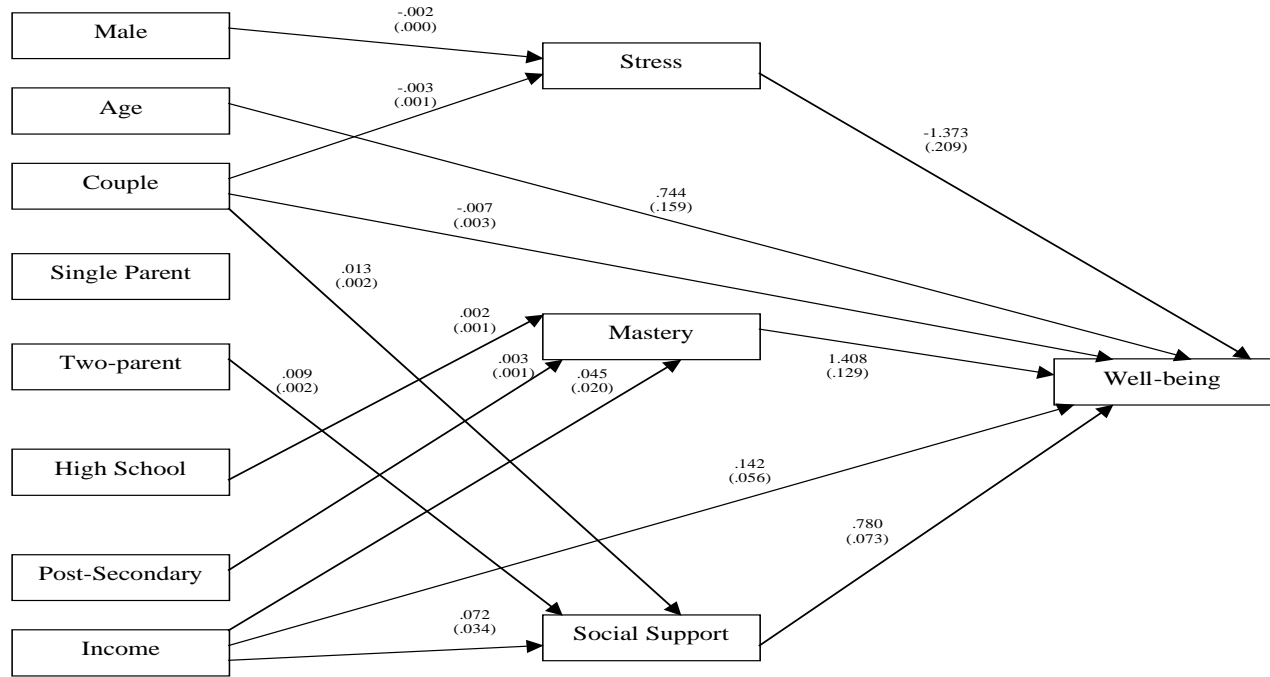 Male
-.002
(.000)
Stress
Age
-.003
(.001)
-1.373
(.209)
Couple
.744
(.159)
-.007
(.003)
Single Parent
.013
(.002)
.002
(.001)
Mastery
Two-parent
.009
(.002)
.003
(.001)
.045
(.020)
1.408
(.129)
Well-being
High School
.142
(.056)
.780
(.073)
Post-Secondary
.072
(.034)
Social Support
Income